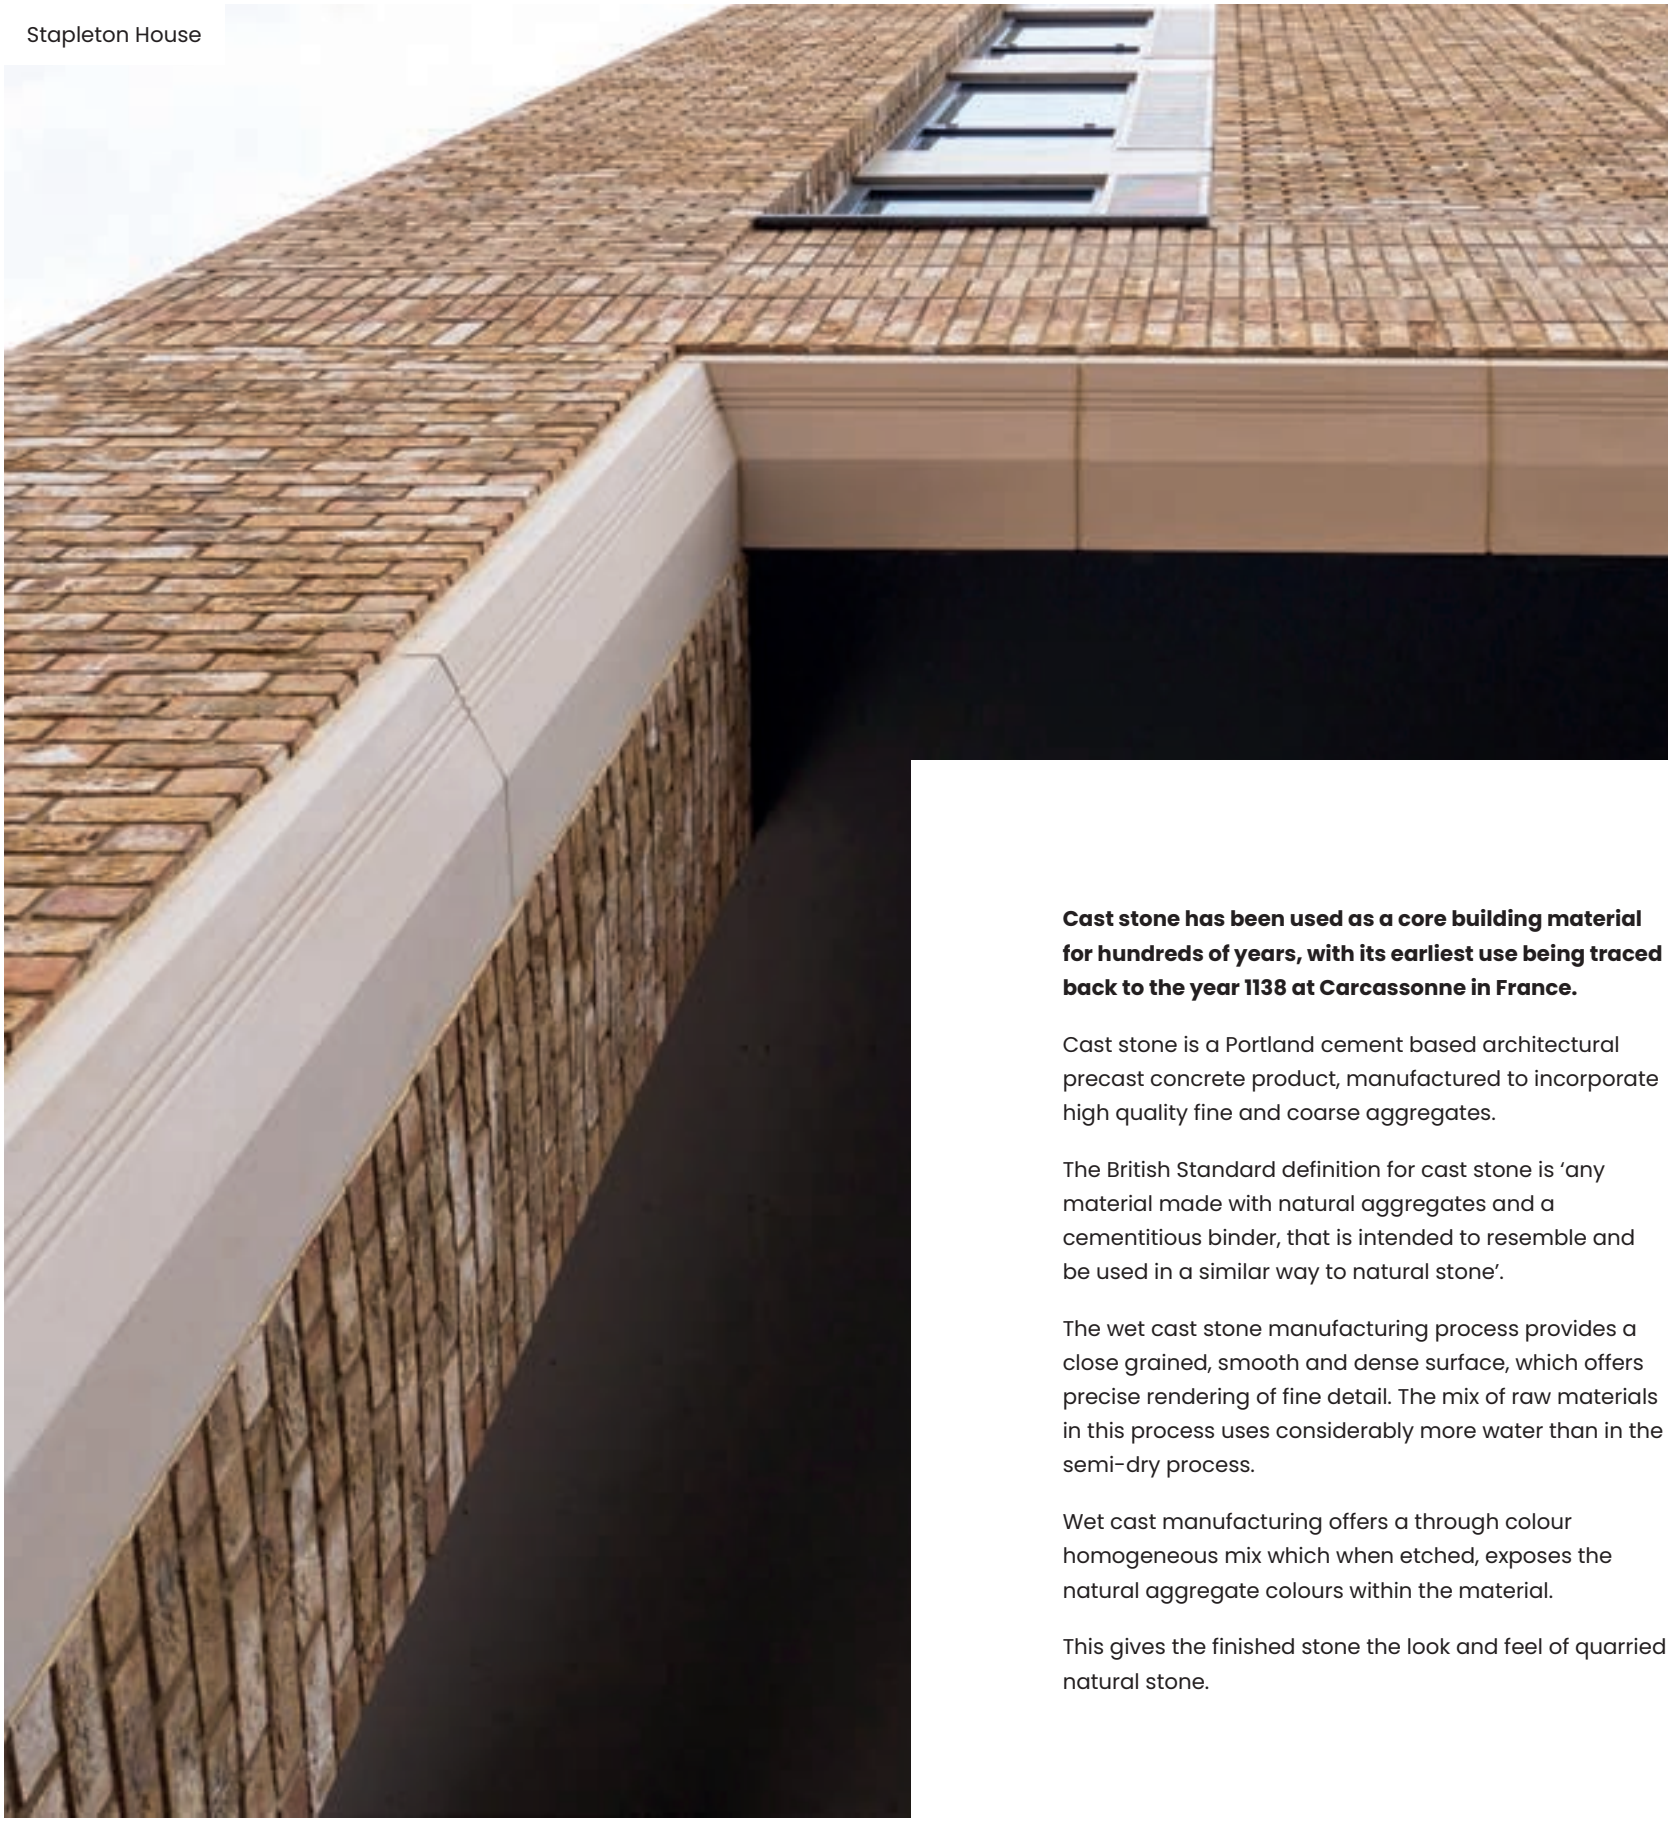 Stapleton House
Cast stone has been used as a core building material
for hundreds of years, with its earliest use being traced
back to the year 1138 at Carcassonne in France.
Cast stone is a Portland cement based architectural
precast concrete product, manufactured to incorporate
high quality fine and coarse aggregates.
The British Standard definition for cast stone is ‘any
material made with natural aggregates and a
cementitious binder, that is intended to resemble and
be used in a similar way to natural stone’.
The wet cast stone manufacturing process provides a
close grained, smooth and dense surface, which offers
precise rendering of fine detail. The mix of raw materials
in this process uses considerably more water than in the
semi-dry process.
Wet cast manufacturing offers a through colour
homogeneous mix which when etched, exposes the
natural aggregate colours within the material.
This gives the finished stone the look and feel of quarried
natural stone.